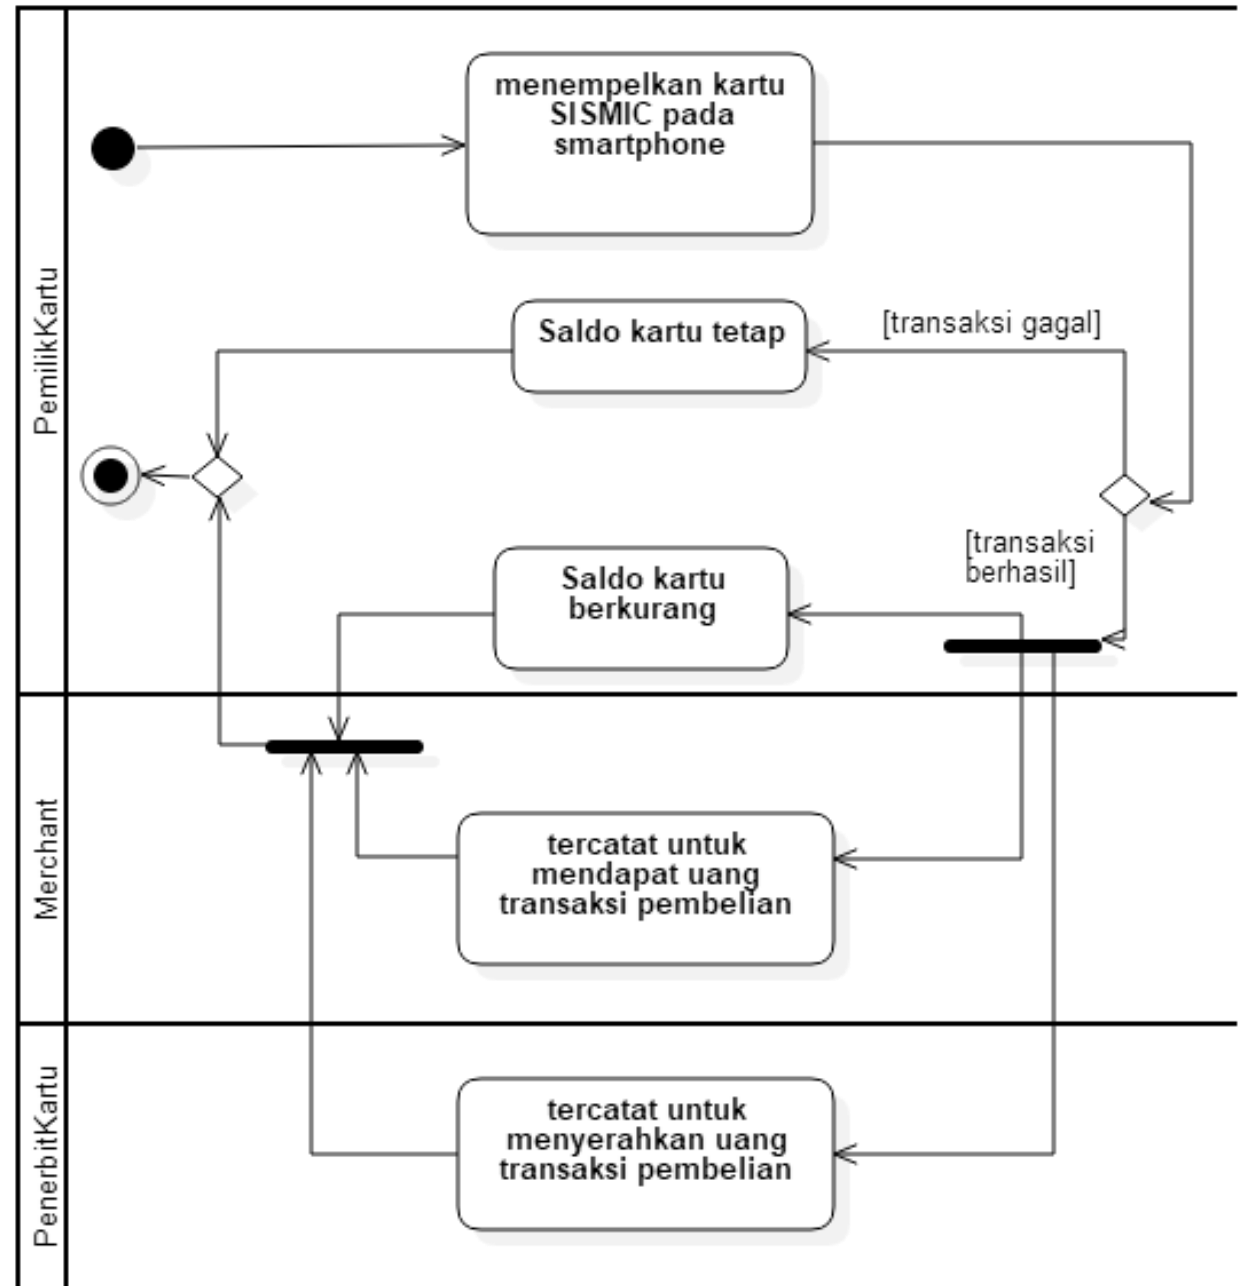 menempelkan kartu
SISMIC pada
smartphone
PemilikKartu
Saldo kartu tetap
[transaksi gagal]
[transaksi
berhasil]
Saldo kartu
berkurang
Merchant
tercatat untuk
mendapat uang
transaksi pembelian
PenerbitKartu
tercatat untuk
menyerahkan uang
transaksi pembelian